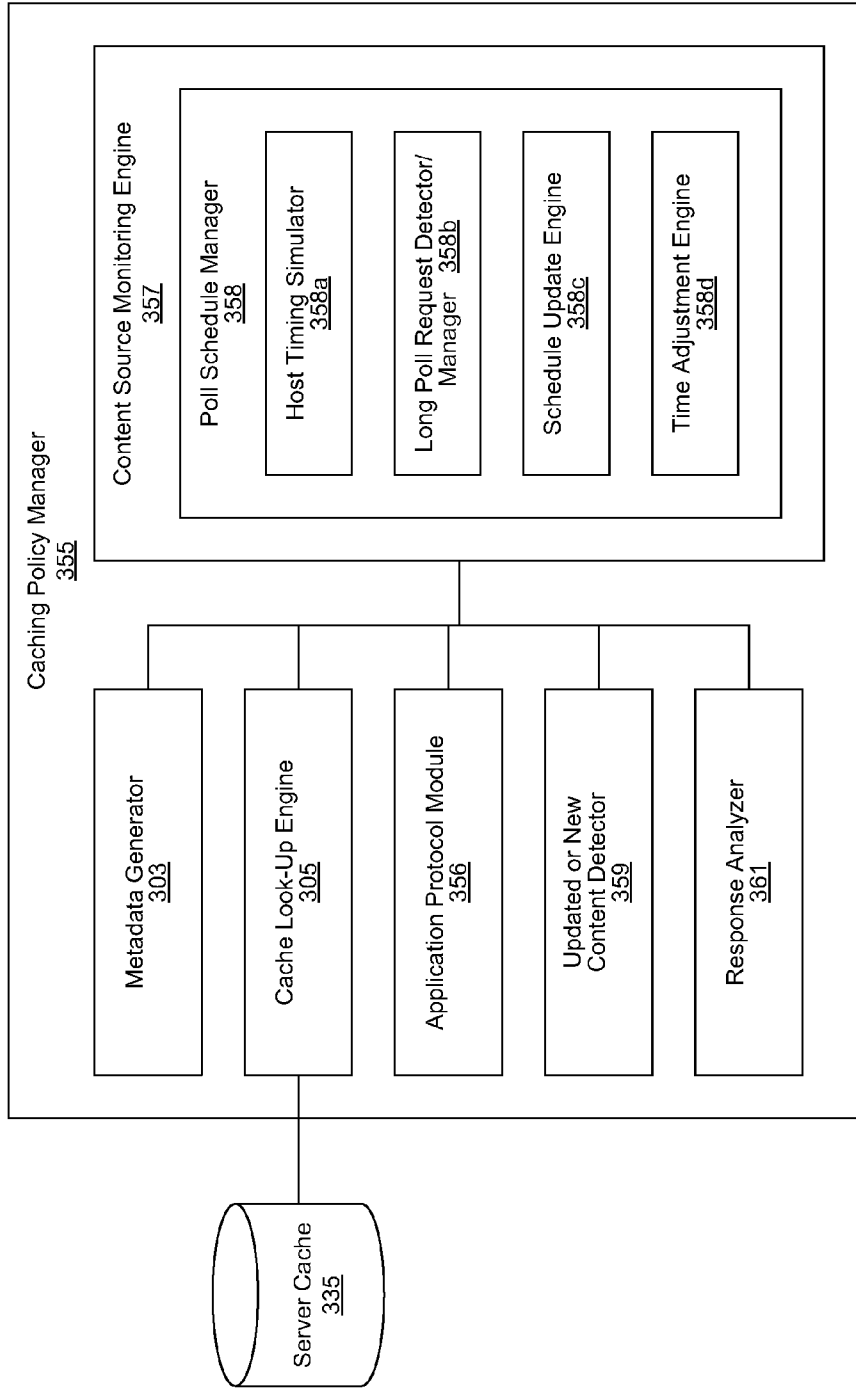 Caching Policy Manager
355
Server Cache
335
Metadata Generator
303
Cache Look-Up Engine
305
Application Protocol Module
356
Updated or New
Content Detector
359
Response Analyzer
361
Content Source Monitoring Engine
357
Poll Schedule Manager
358
Host Timing Simulator
358a
Long Poll Request Detector/
Manager 358b
Schedule Update Engine
358c
Time Adjustment Engine
358d